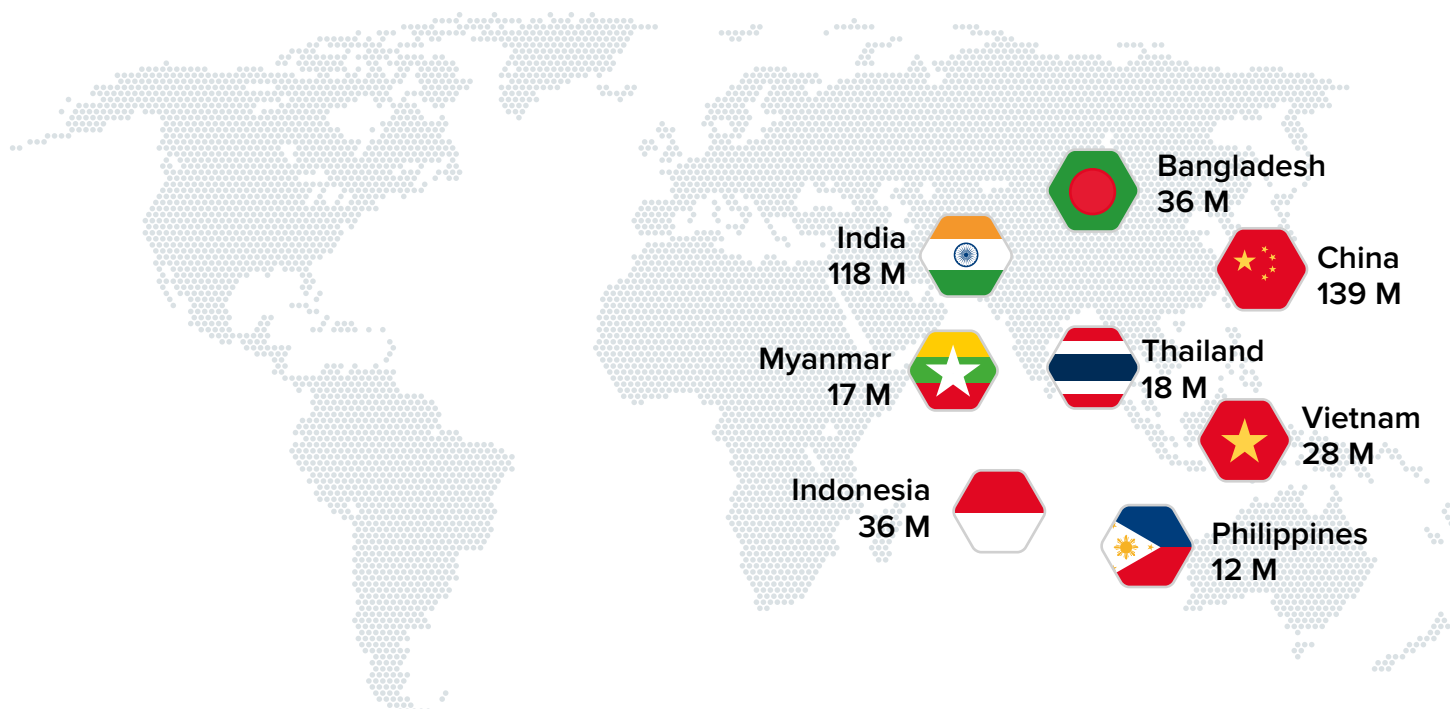 Bangladesh
36 M
India
118 M
China
139 M
Myanmar
17 M
Thailand
18 M
Vietnam
28 M
Indonesia
36 M
Philippines
12 M